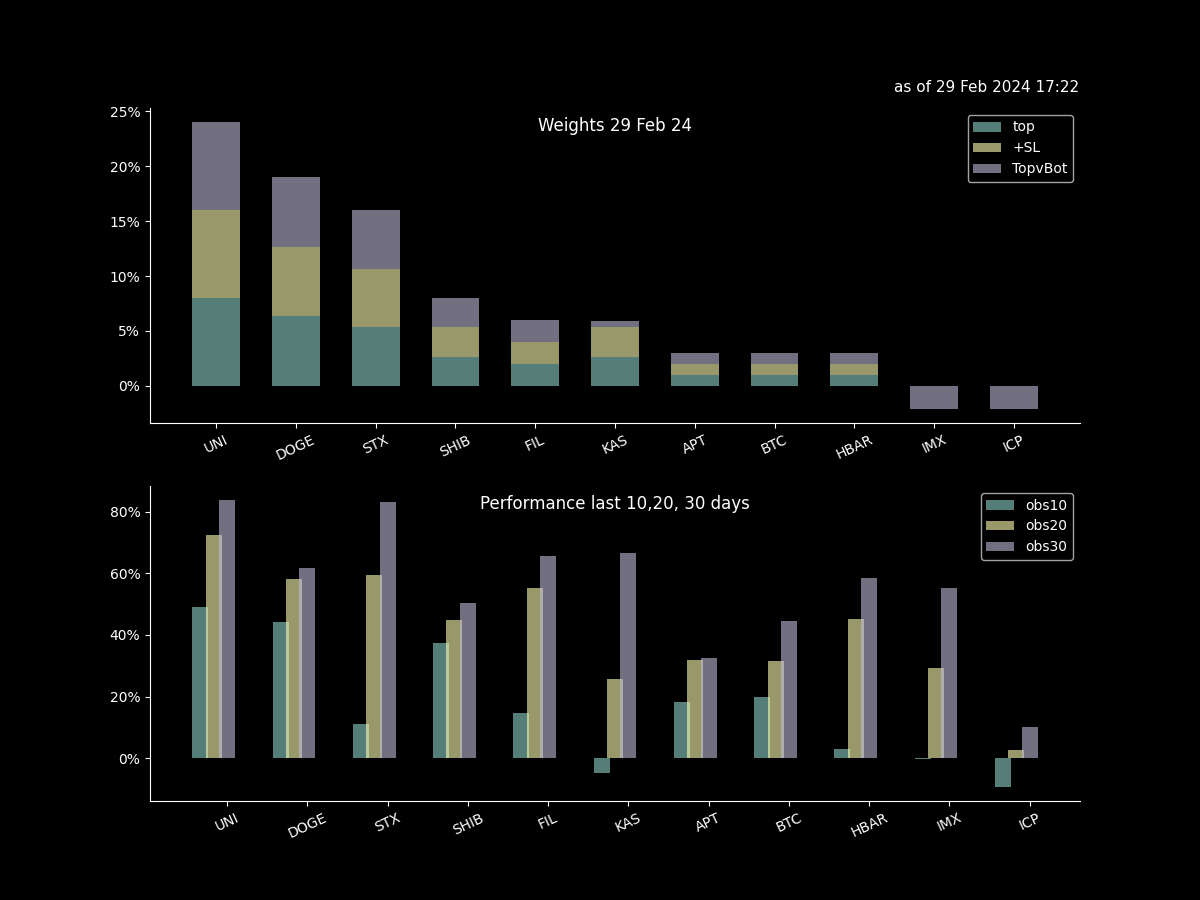 as of 29 Feb 2024 17:22
Weights 29 Feb 24
25%
20%
15%
10%
5%
0%
top
+SL
TopvBot
UNI DOGE STX SHIB FIL KAS APT BTC HBAR IMX ICP
Performance last 10,20, 30 days
80%
60%
40%
20%
0%
obs10
obs20
obs30
UNI DOGE STX SHIB FIL KAS APT BTC HBAR IMX ICP